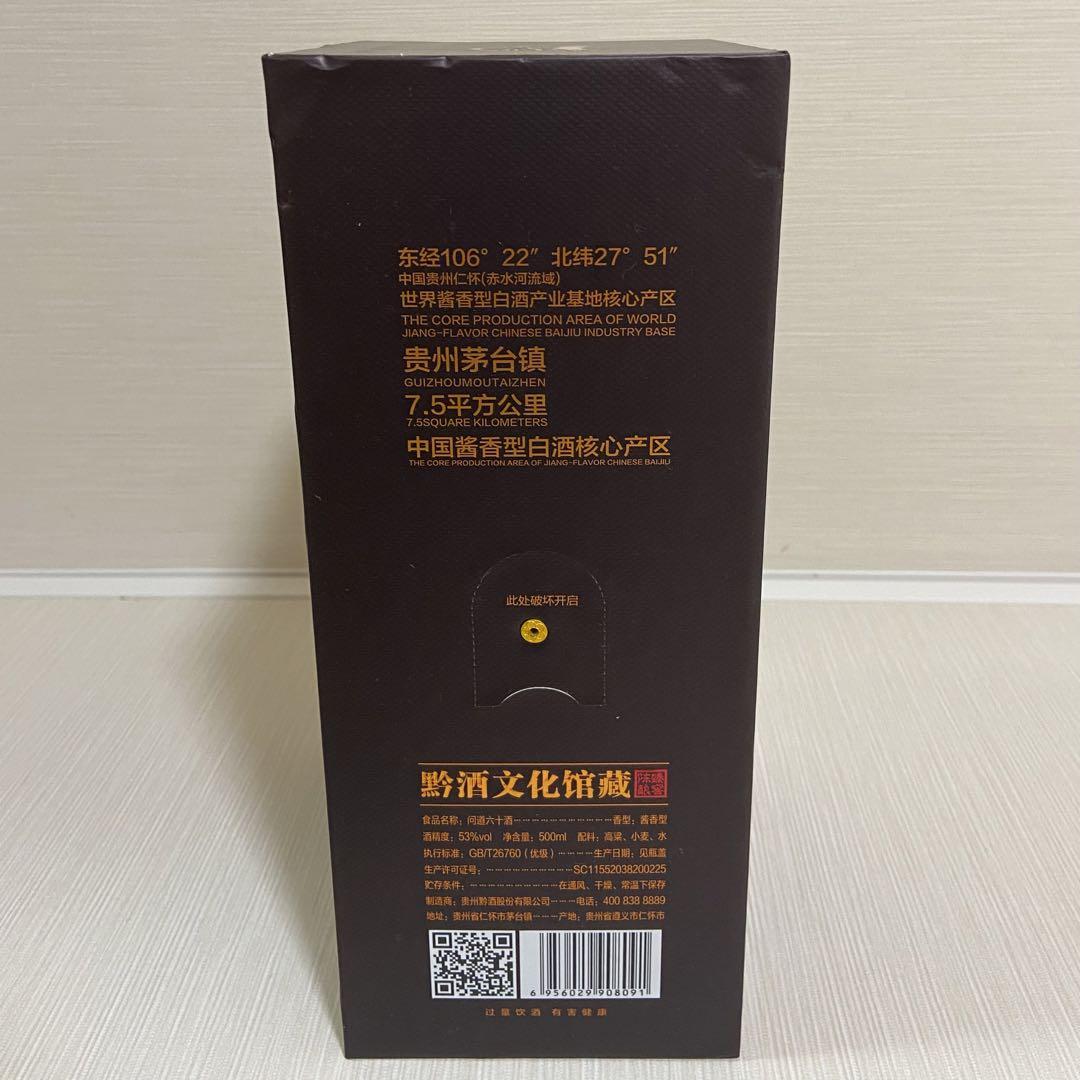 东经106° 22″ 北纬27° 51″
中国贵州仁怀(赤水河流域)
世界酱香型白酒产业基地核心产区
THE CORE PRODUCTION AREA OF WORLD
JIANG-FLAVOR CHINESE BAIJIU INDUSTRY BASE
贵州茅台镇
GUIZHOUMOUTAIZHEN
7.5平方公里
7.5SQUARE KILOMETERS
中国酱香型白酒核心产区
THE CORE PRODUCTION AREA OF JIANG-FLAVOR CHINESE BAIJIU
此处破坏开启
黔酒文化馆藏
食品名称：问道六十酒……………………香型：酱香型
酒精度：53%vol 净含量：500ml 配料：高粱、小麦、水
执行标准：GB/T26760（优级）…………生产日期：见瓶盖
生产许可证号：……………………SC11552038200225
贮存条件：……………………在通风、干燥、常温下保存
制造商：贵州黔酒股份有限公司………电话：400 838 8889
地址：贵州省仁怀市茅台镇………产地：贵州省遵义市仁怀市
6 956029 908091
过量饮酒 有害健康